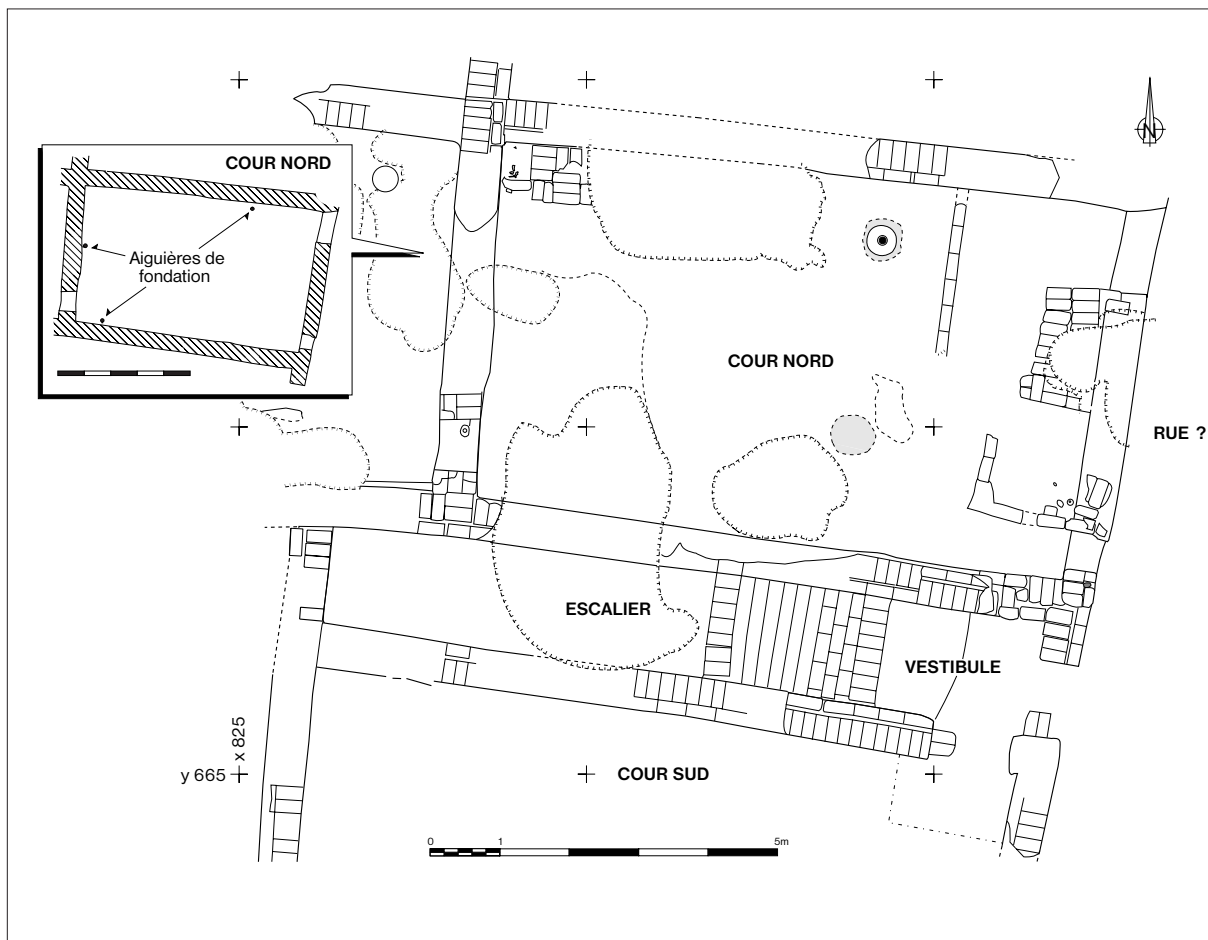 N
COUR NORD
Aiguières de
fondation
COUR NORD
RUE ?
ESCALIER
VESTIBULE
x 825
y 665
COUR SUD
0 1 5m